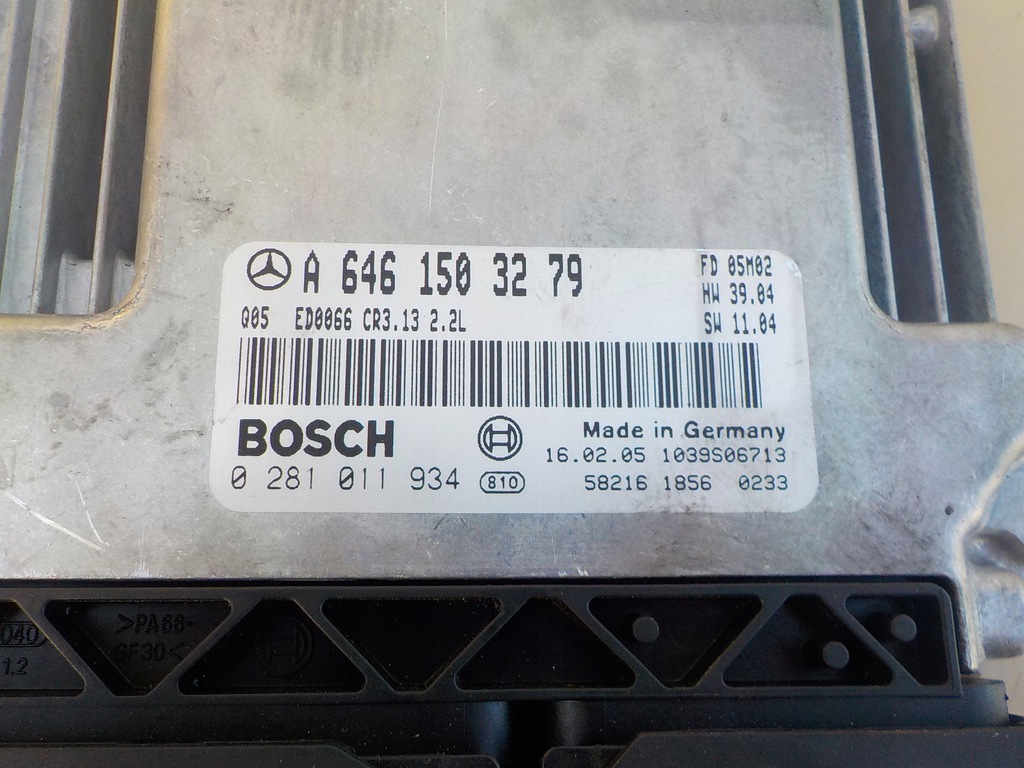 A 646 150 32 79
FD 05M02
HW 39.04
Q05 ED0066 CR3.13 2.2L
SW 11.04
BOSCH
Made in Germany
16.02.05 1039S06713
0 281 011 934 810
58216 1856 0233
>PA66-
GF30<
040
1.2